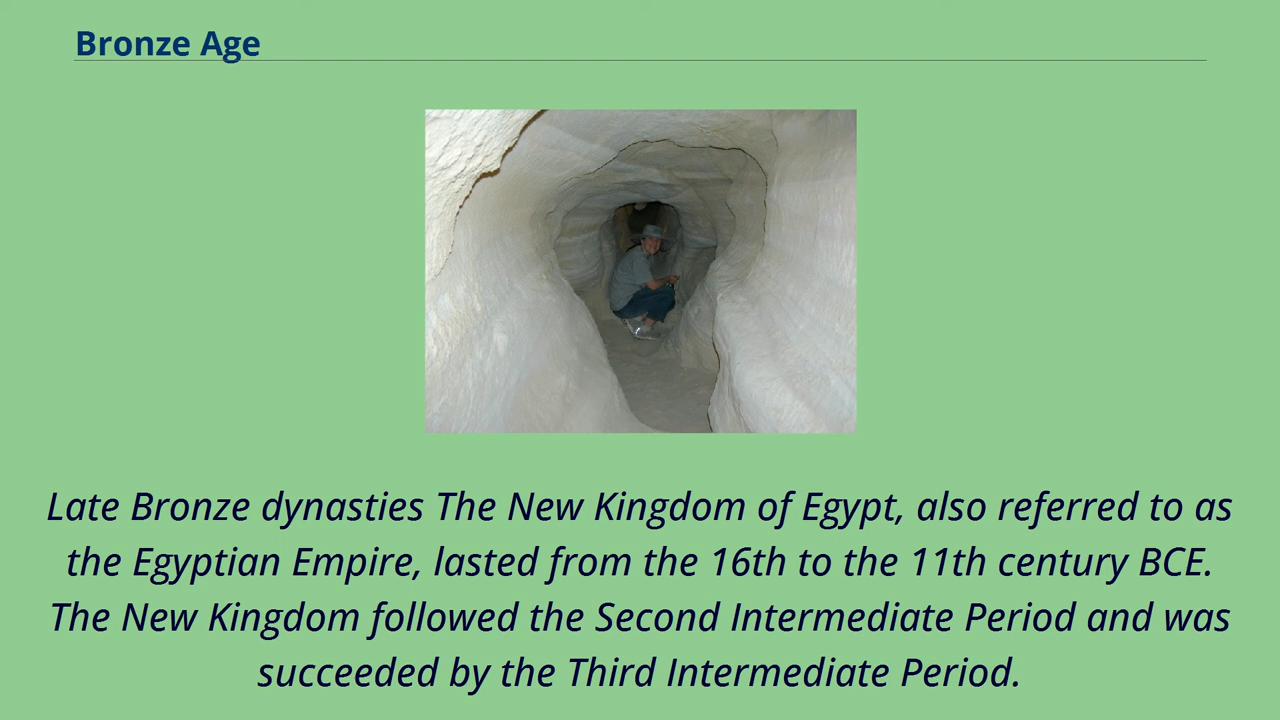 Bronze Age
Late Bronze dynasties The New Kingdom of Egypt, also referred to as
the Egyptian Empire, lasted from the 16th to the 11th century BCE.
The New Kingdom followed the Second Intermediate Period and was
succeeded by the Third Intermediate Period.